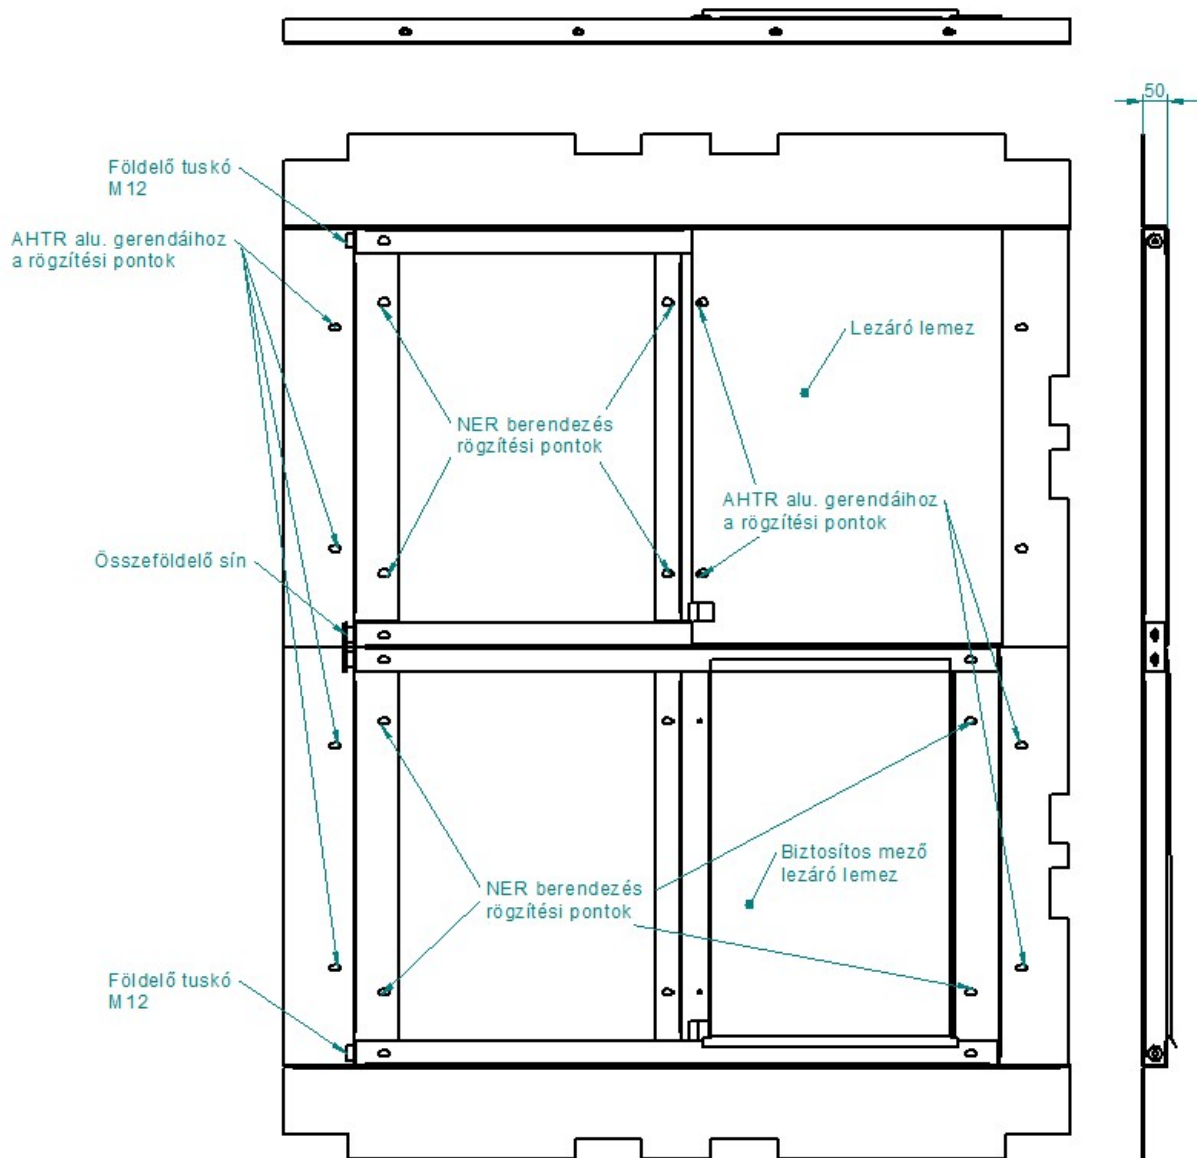 50
Földelő tuskó
M12
AHTR alu. gerendáihoz
a rögzítési pontok
Lezáró lemez
NER berendezés
rögzítési pontok
AHTR alu. gerendáihoz
a rögzítési pontok
Összeföldelő sín
Biztosítos mező
lezáró lemez
NER berendezés
rögzítési pontok
Földelő tuskó
M12